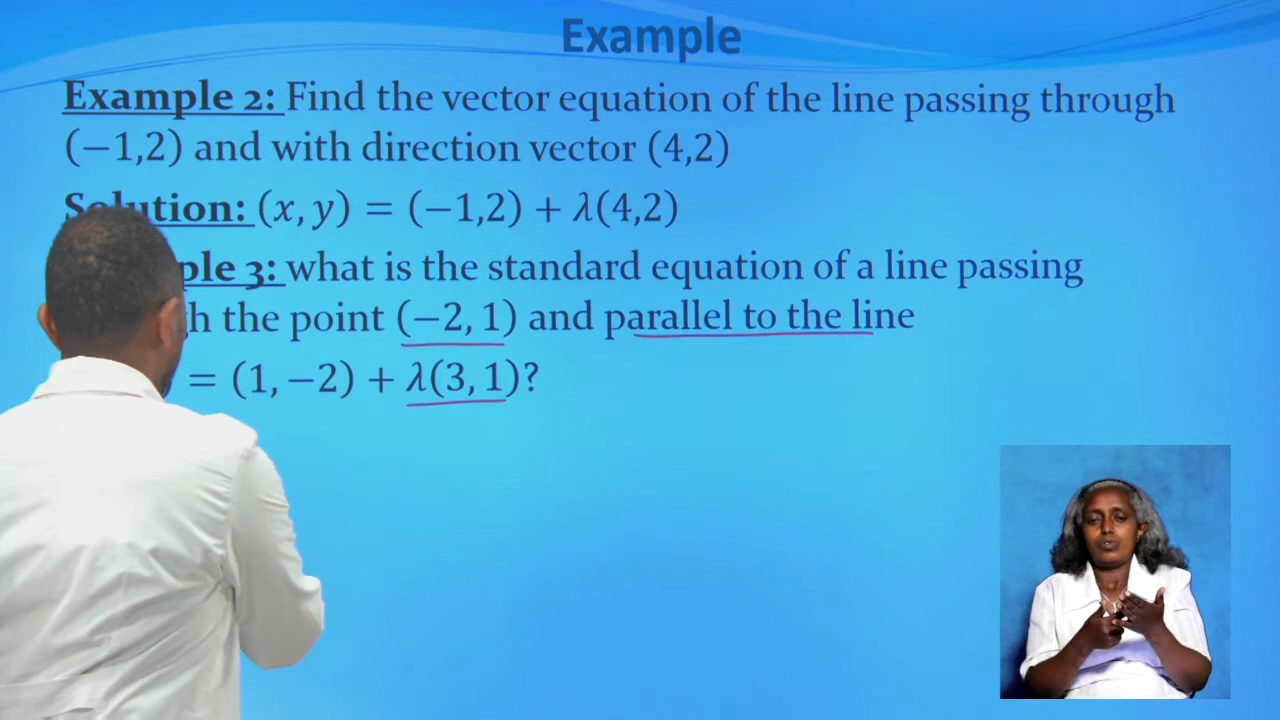 Example
Example 2: Find the vector equation of the line passing through
(−1,2) and with direction vector (4,2)
Solution: (x, y) = (−1,2) + λ(4,2)
ple 3: what is the standard equation of a line passing
h the point (−2, 1) and parallel to the line
= (1, −2) + λ(3, 1)?